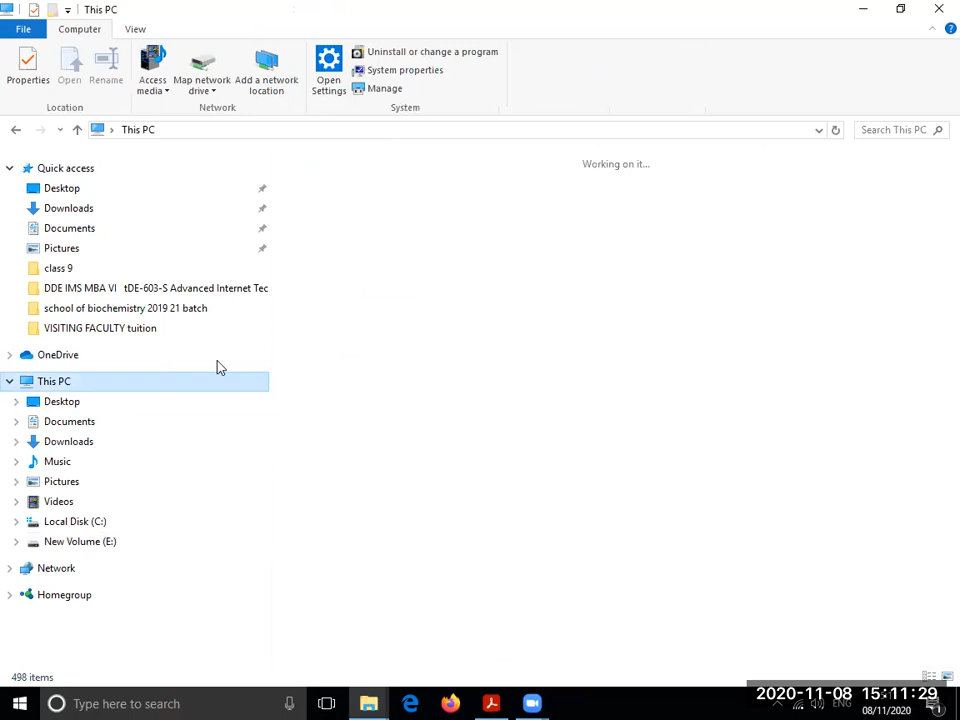 This PC
File
Computer
View
Properties
Open
Rename
Access media
Map network drive
Add a network location
Open Settings
Uninstall or change a program
System properties
Manage
Location
Network
System
This PC
Search This PC
Working on it...
Quick access
Desktop
Downloads
Documents
Pictures
class 9
DDE IMS MBA VI tDE-603-S Advanced Internet Tec
school of biochemistry 2019 21 batch
VISITING FACULTY tuition
OneDrive
This PC
Desktop
Documents
Downloads
Music
Pictures
Videos
Local Disk (C:)
New Volume (E:)
Network
Homegroup
498 items
Type here to search
2020-11-08 15:11:29
ENG
08/11/2020